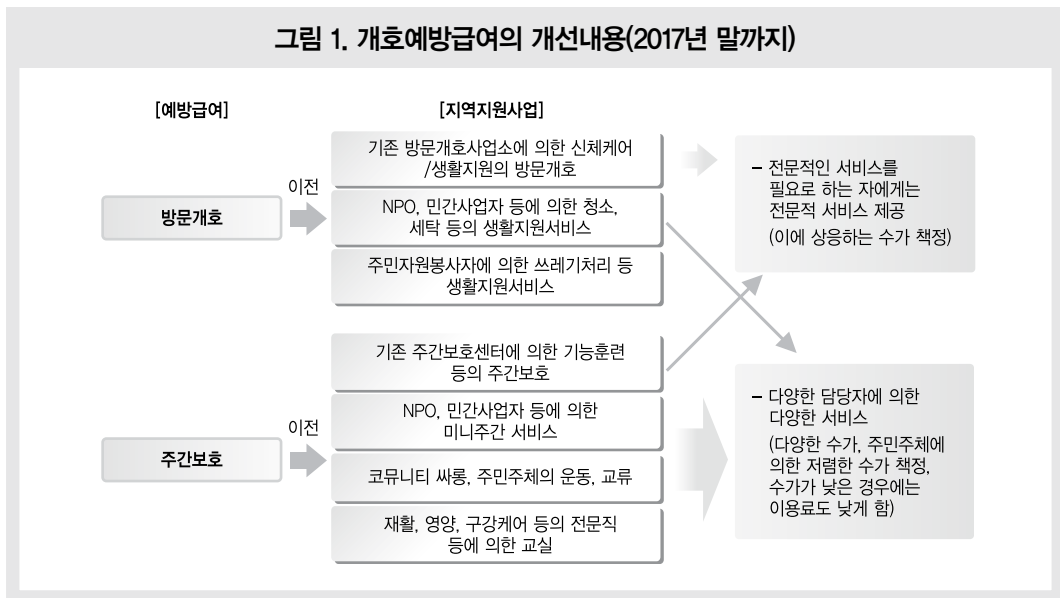 그림 1. 개호예방급여의 개선내용(2017년 말까지)
[예방급여]
[지역지원사업]
방문개호
이전
기존 방문개호사업소에 의한 신체케어
/생활지원의 방문개호
NPO, 민간사업자 등에 의한 청소,
세탁 등의 생활지원서비스
주민자원봉사자에 의한 쓰레기처리 등
생활지원서비스
주간보호
이전
기존 주간보호센터에 의한 기능훈련
등의 주간보호
NPO, 민간사업자 등에 의한
미니주간 서비스
코뮤니티 싸롱, 주민주체의 운동, 교류
재활, 영양, 구강케어 등의 전문직
등에 의한 교실
– 전문적인 서비스를
필요로 하는 자에게는
전문적 서비스 제공
(이에 상응하는 수가 책정)
– 다양한 담당자에 의한
다양한 서비스
(다양한 수가, 주민주체에
의한 저렴한 수가 책정,
수가가 낮은 경우에는
이용료도 낮게 함)